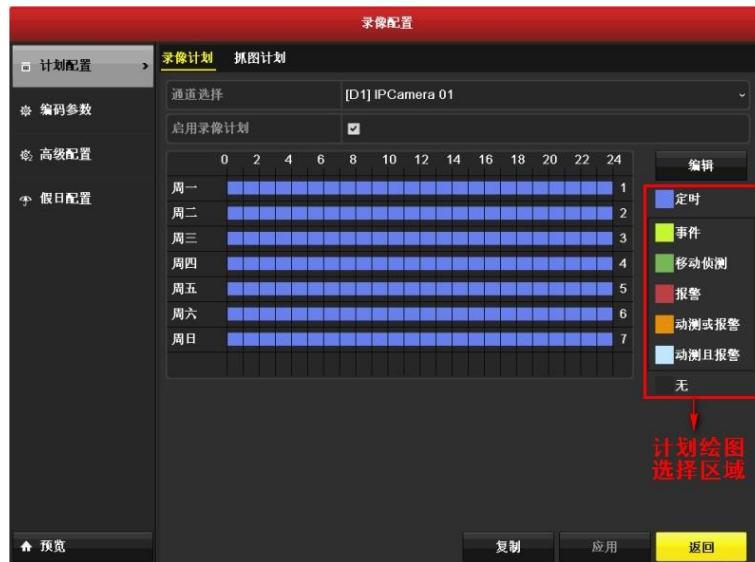 录像配置
计划配置
编码参数
高级配置
假日配置
预览
录像计划 抓图计划
通道选择 [D1] IPCamera 01
启用录像计划
0 2 4 6 8 10 12 14 16 18 20 22 24
周一 1
周二 2
周三 3
周四 4
周五 5
周六 6
周日 7
编辑
定时
事件
移动侦测
报警
动测或报警
动测且报警
无
计划绘图
选择区域
复制 应用 返回